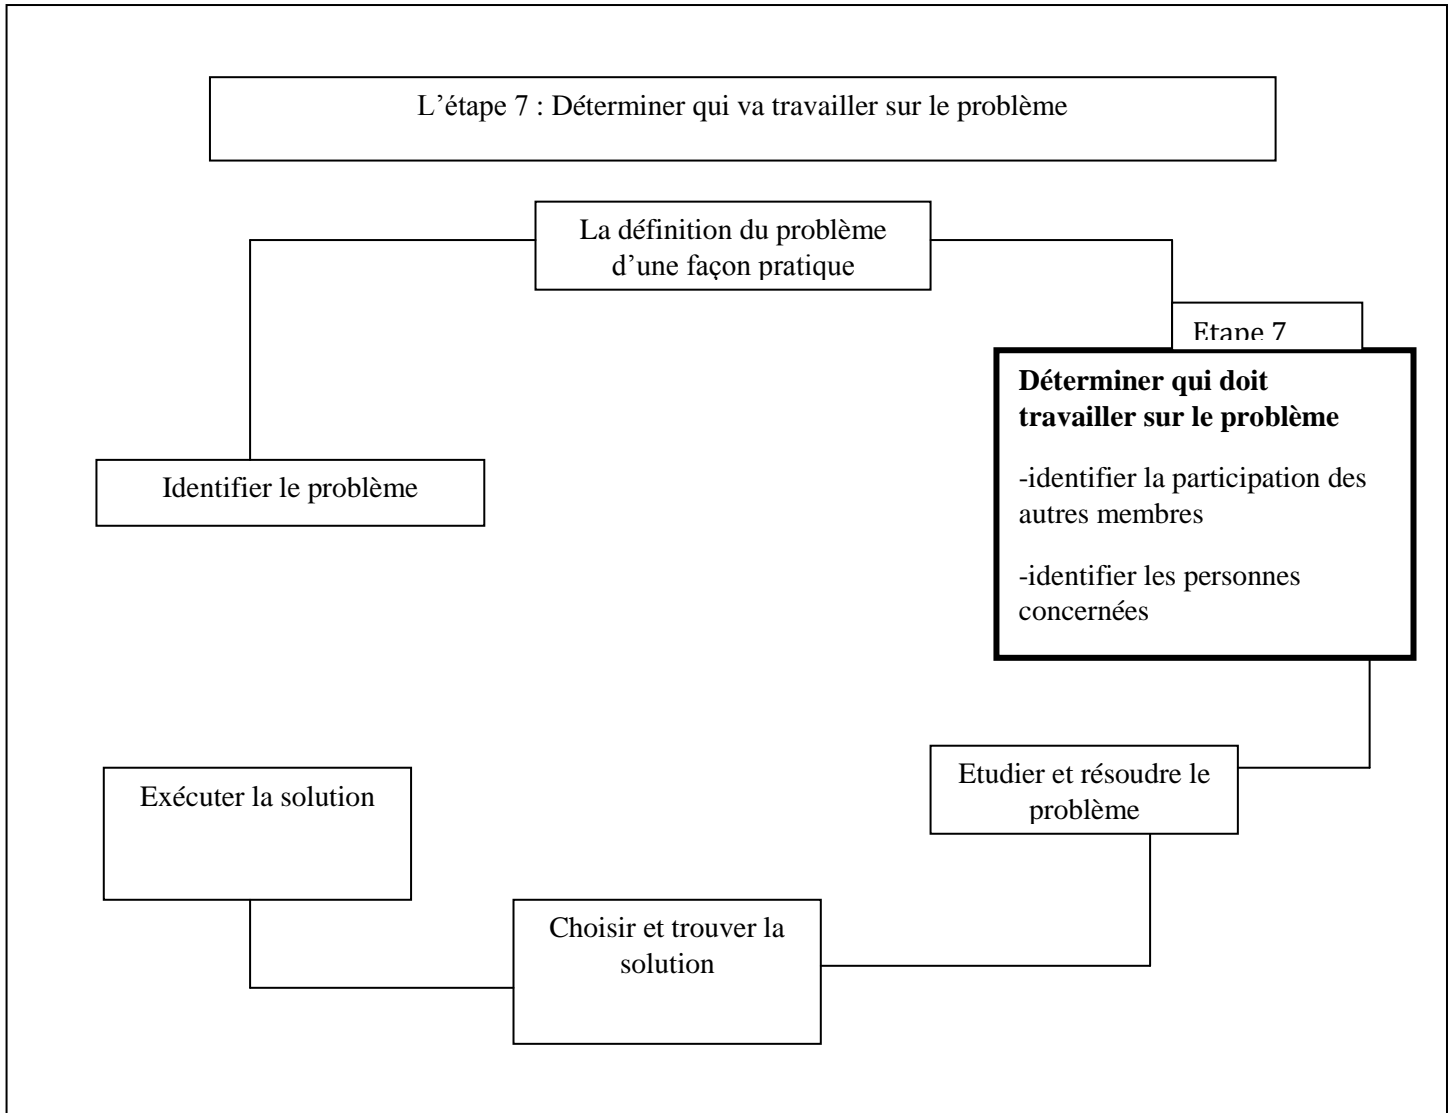 L’étape 7 : Déterminer qui va travailler sur le problème
La définition du problème
d’une façon pratique
Etape 7
Déterminer qui doit
travailler sur le problème
-identifier la participation des
autres membres
-identifier les personnes
concernées
Identifier le problème
Etudier et résoudre le
problème
Exécuter la solution
Choisir et trouver la
solution